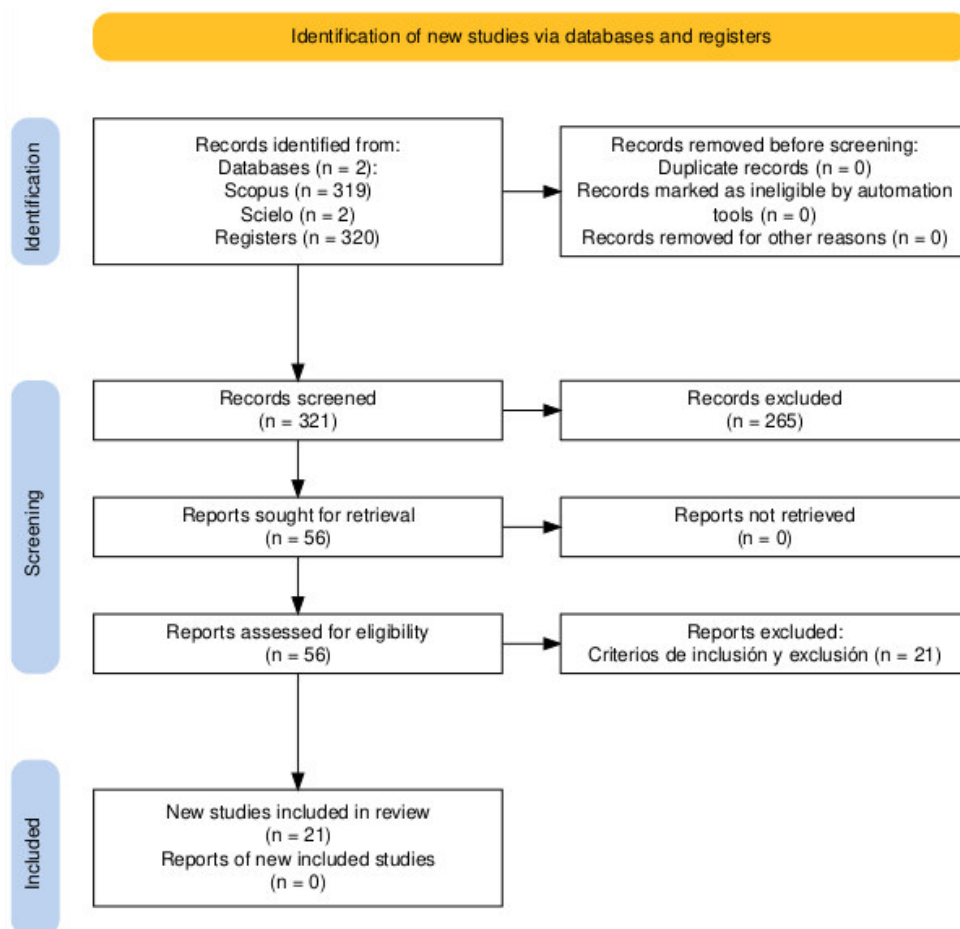 Identification of new studies via databases and registers
Identification
Records identified from:
Databases (n = 2):
Scopus (n = 319)
Scielo (n = 2)
Registers (n = 320)
Records removed before screening:
Duplicate records (n = 0)
Records marked as ineligible by automation
tools (n = 0)
Records removed for other reasons (n = 0)
Screening
Records screened
(n = 321)
Records excluded
(n = 265)
Reports sought for retrieval
(n = 56)
Reports not retrieved
(n = 0)
Reports assessed for eligibility
(n = 56)
Reports excluded:
Criterios de inclusión y exclusión (n = 21)
Included
New studies included in review
(n = 21)
Reports of new included studies
(n = 0)